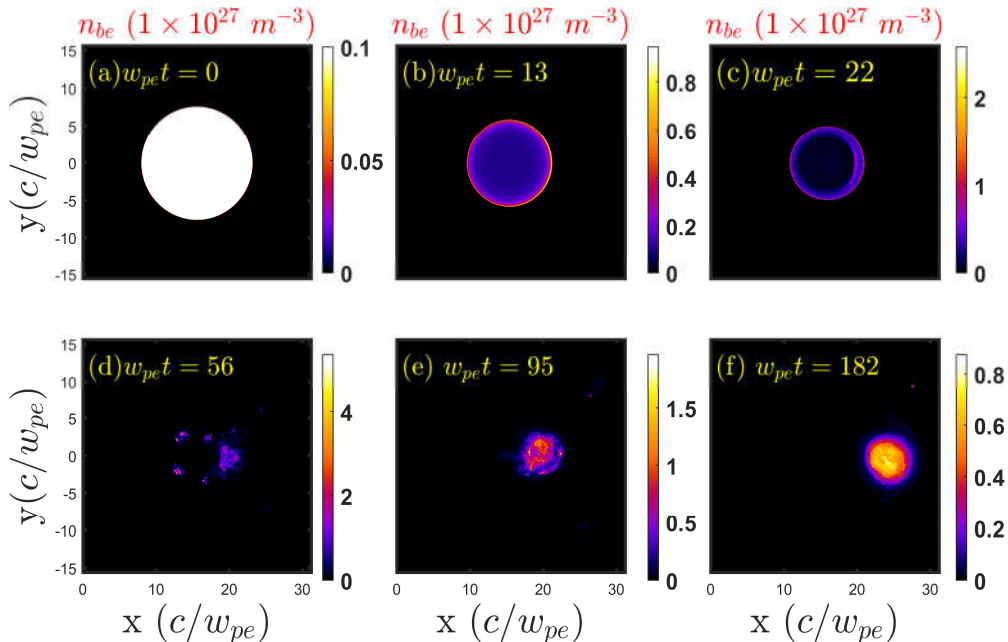 n_be (1 × 10^27 m^−3) n_be (1 × 10^27 m^−3) n_be (1 × 10^27 m^−3)
(a)w_pe t = 0
15
10
5
0
-5
-10
-15
y(c/w_pe)
0.1
0.05
0
(b) w_pe t = 13
0.8
0.6
0.4
0.2
0
(c) w_pe t = 22
2
1
0
(d)w_pe t = 56
15
10
5
0
-5
-10
-15
y(c/w_pe)
0 10 20 30
x (c/w_pe)
4
2
0
(e) w_pe t = 95
0 10 20 30
x (c/w_pe)
1.5
1
0.5
0
(f) w_pe t = 182
0 10 20 30
x (c/w_pe)
0.8
0.6
0.4
0.2
0